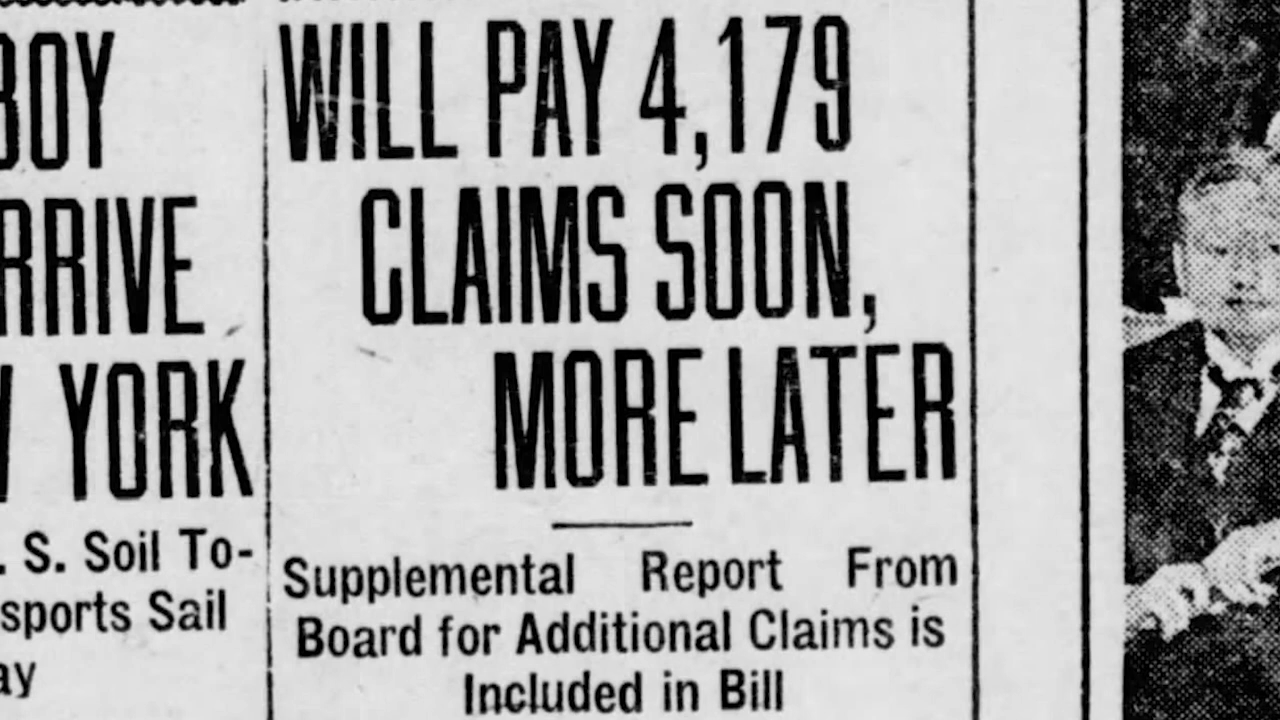 BOY
RRIVE
YORK
. S. Soil To-
sports Sail
ay
WILL PAY 4,179
CLAIMS SOON,
MORE LATER
Supplemental Report From
Board for Additional Claims is
Included in Bill